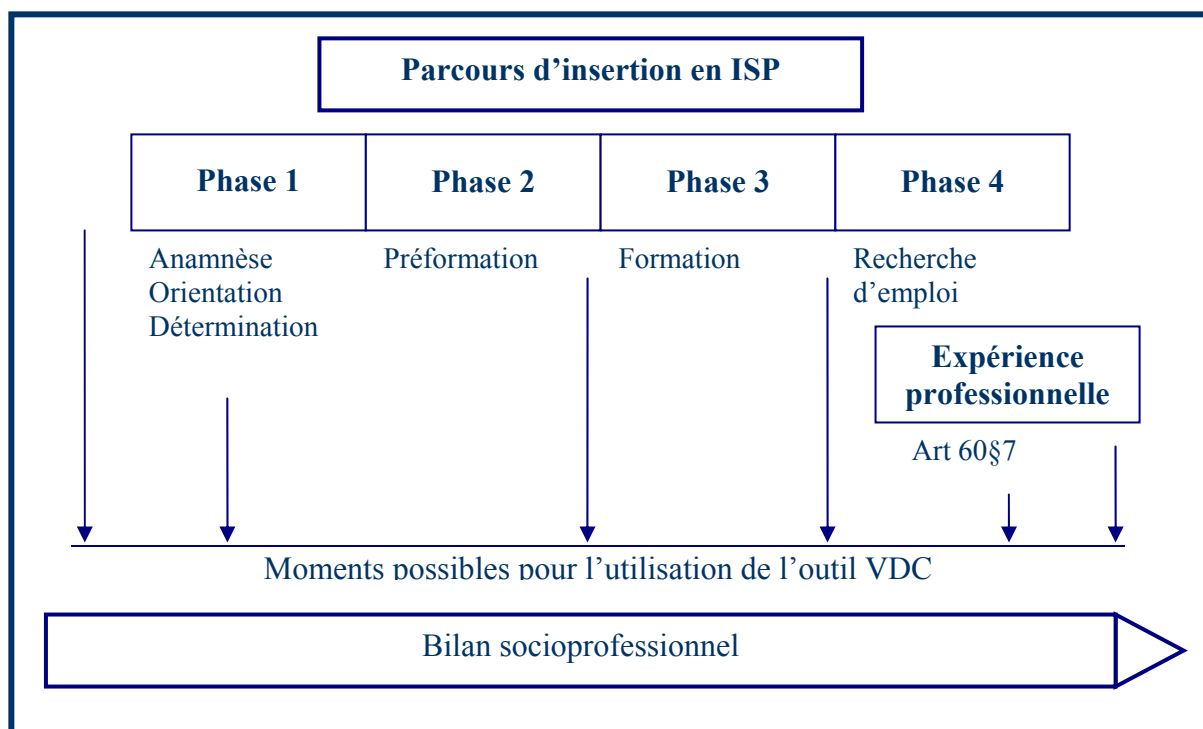 Parcours d’insertion en ISP
Phase 1
Phase 2
Phase 3
Phase 4
Anamnèse
Orientation
Détermination
Préformation
Formation
Recherche
d’emploi
Expérience
professionnelle
Art 60§7
Moments possibles pour l’utilisation de l’outil VDC
Bilan socioprofessionnel